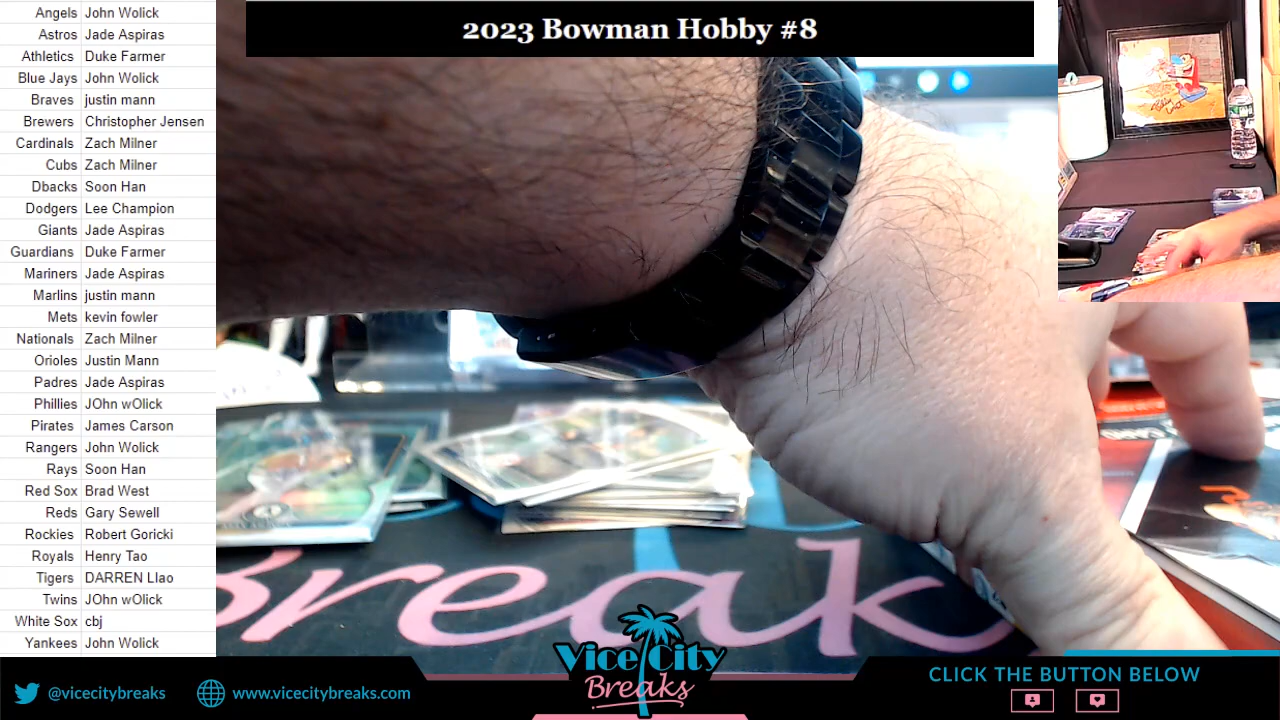 2023 Bowman Hobby #8
Angels John Wolick
Astros Jade Aspiras
Athletics Duke Farmer
Blue Jays John Wolick
Braves justin mann
Brewers Christopher Jensen
Cardinals Zach Milner
Cubs Zach Milner
Dbacks Soon Han
Dodgers Lee Champion
Giants Jade Aspiras
Guardians Duke Farmer
Mariners Jade Aspiras
Marlins justin mann
Mets kevin fowler
Nationals Zach Milner
Orioles Justin Mann
Padres Jade Aspiras
Phillies JOhn wOlick
Pirates James Carson
Rangers John Wolick
Rays Soon Han
Red Sox Brad West
Reds Gary Sewell
Rockies Robert Goricki
Royals Henry Tao
Tigers DARREN LIao
Twins JOhn wOlick
White Sox cbj
Yankees John Wolick
Break
Vice City
Breaks
@vicecitybreaks
www.vicecitybreaks.com
CLICK THE BUTTON BELOW